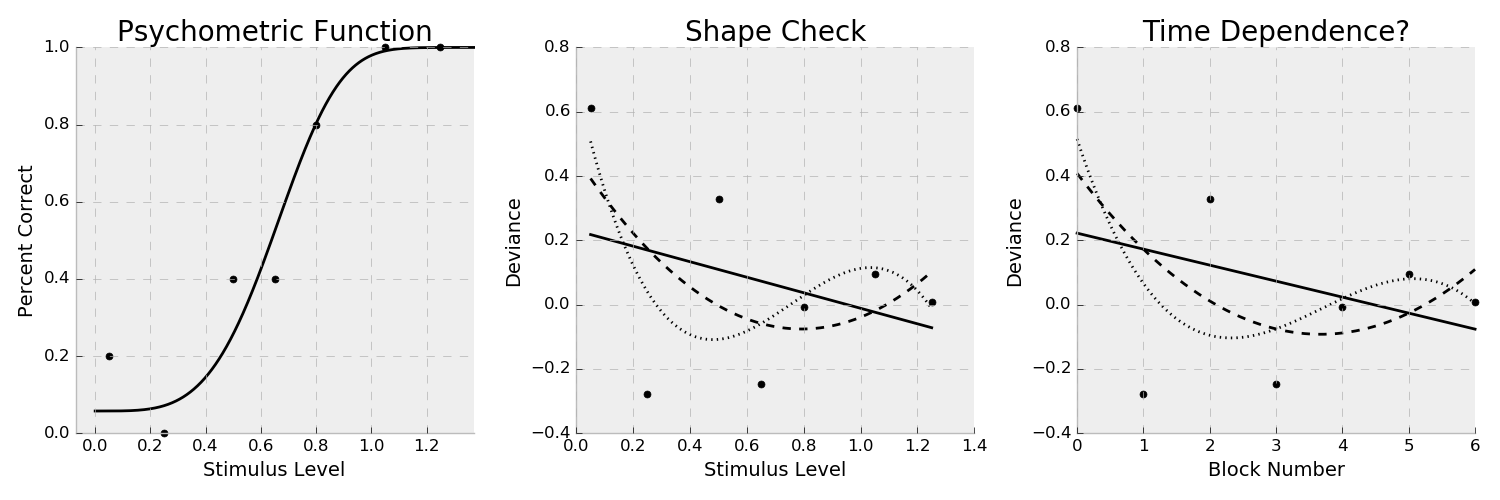 Psychometric Function
Percent Correct
1.0
0.8
0.6
0.4
0.2
0.0
0.0 0.2 0.4 0.6 0.8 1.0 1.2
Stimulus Level
Shape Check
Deviance
0.8
0.6
0.4
0.2
0.0
−0.2
−0.4
0.0 0.2 0.4 0.6 0.8 1.0 1.2 1.4
Stimulus Level
Time Dependence?
Deviance
0.8
0.6
0.4
0.2
0.0
−0.2
−0.4
0 1 2 3 4 5 6
Block Number